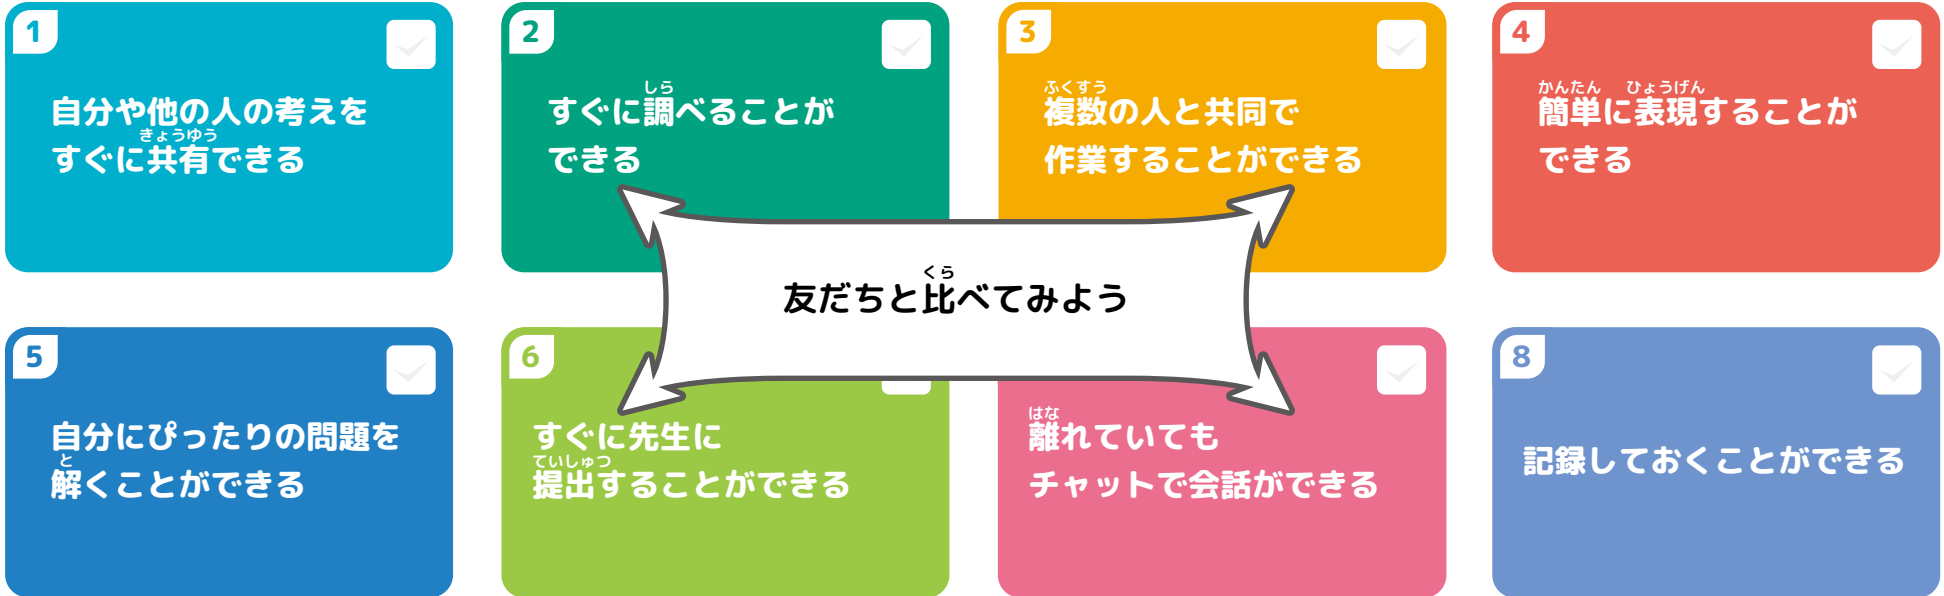 1
自分や他の人の考えを
きょうゆう
すぐに共有できる
2
しら
すぐに調べることが
できる
3
ふくすう
複数の人と共同で
作業することができる
4
かんたん ひょうげん
簡単に表現することが
できる
くら
友だちと比べてみよう
5
自分にぴったりの問題を
と
解くことができる
6
すぐに先生に
ていしゅつ
提出することができる
はな
離れていても
チャットで会話ができる
8
記録しておくことができる